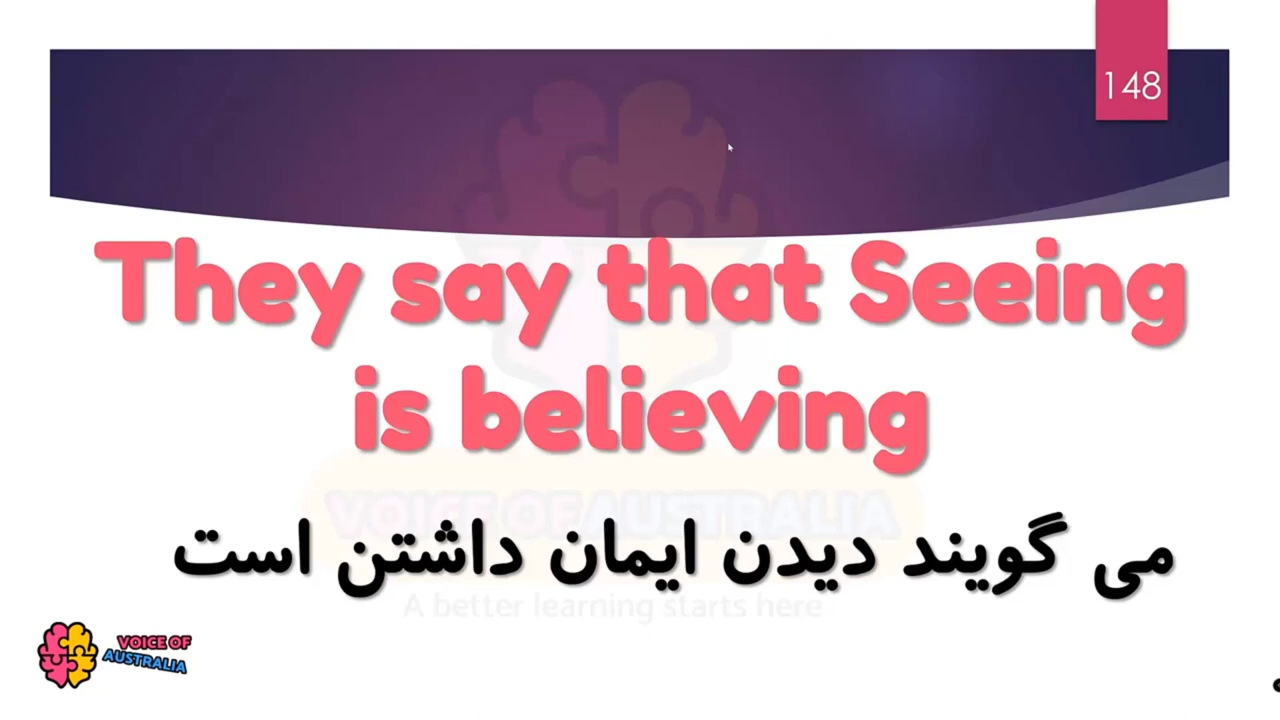 148
They say that Seeing
is believing
VOICE OF AUSTRALIA
می گویند دیدن ایمان داشتن است
A better learning starts here
VOICE OF
AUSTRALIA